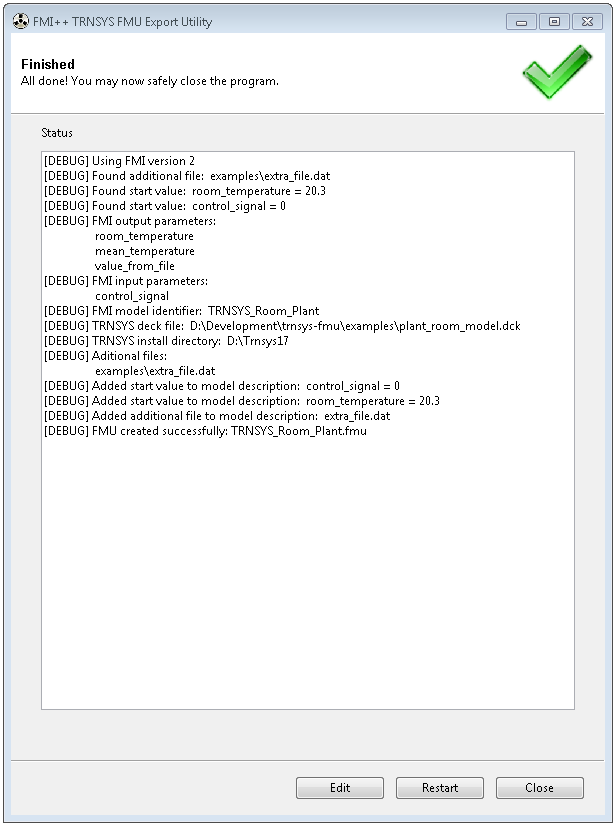 FMI++ TRNSYS FMU Export Utility
Finished
All done! You may now safely close the program.
Status
[DEBUG] Using FMI version 2
[DEBUG] Found additional file:  examples\extra_file.dat
[DEBUG] Found start value:  room_temperature = 20.3
[DEBUG] Found start value:  control_signal = 0
[DEBUG] FMI output parameters:
room_temperature
mean_temperature
value_from_file
[DEBUG] FMI input parameters:
control_signal
[DEBUG] FMI model identifier:  TRNSYS_Room_Plant
[DEBUG] TRNSYS deck file:  D:\Development\trnsys-fmu\examples\plant_room_model.dck
[DEBUG] TRNSYS install directory:  D:\Trnsys17
[DEBUG] Aditional files:
examples\extra_file.dat
[DEBUG] Added start value to model description:  control_signal = 0
[DEBUG] Added start value to model description:  room_temperature = 20.3
[DEBUG] Added additional file to model description:  extra_file.dat
[DEBUG] FMU created successfully: TRNSYS_Room_Plant.fmu
Edit Restart Close